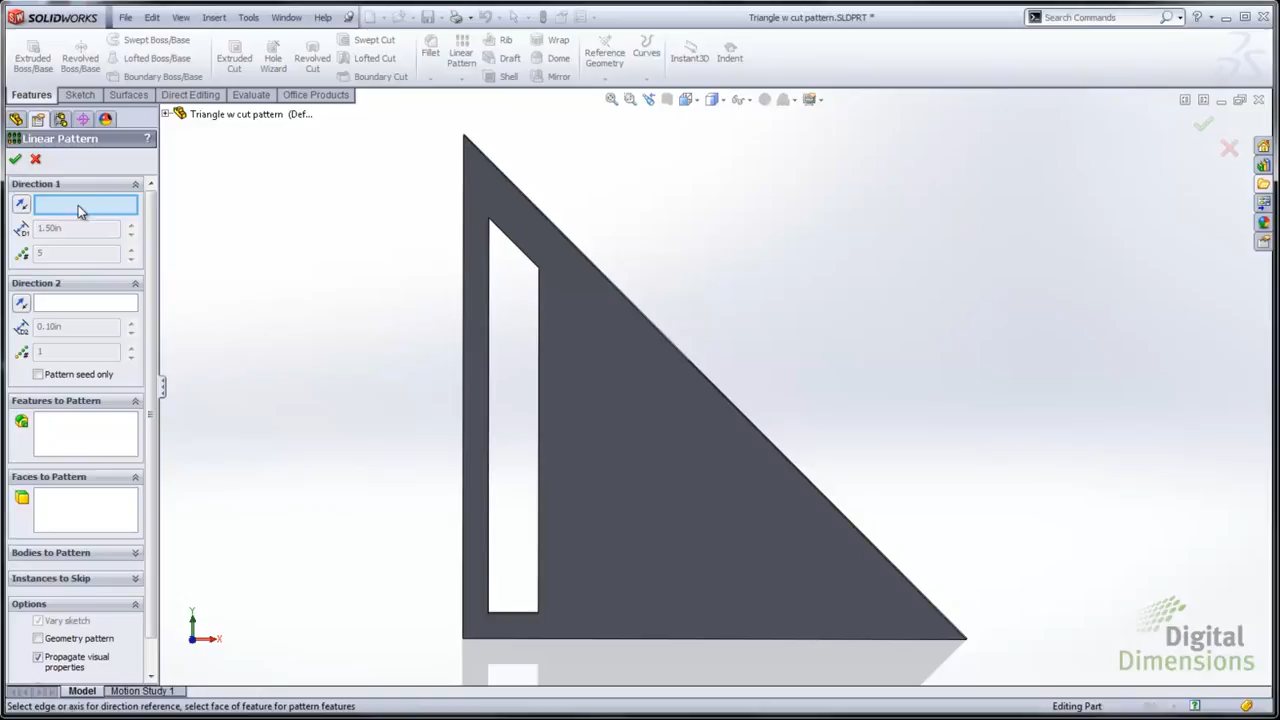 SOLIDWORKS File Edit View Insert Tools Window Help Triangle w cut pattern.SLDPRT * Search Commands ?
Extruded Boss/Base
Revolved Boss/Base
Swept Boss/Base
Lofted Boss/Base
Boundary Boss/Base
Extruded Cut
Hole Wizard
Revolved Cut
Swept Cut
Lofted Cut
Boundary Cut
Fillet
Linear Pattern
Rib
Draft
Shell
Wrap
Dome
Mirror
Reference Geometry
Curves
Instant3D
Indent
Features Sketch Surfaces Direct Editing Evaluate Office Products
Triangle w cut pattern (Def...
Linear Pattern ?
Direction 1
D1 1.50in
5
Direction 2
D2 0.10in
1
Pattern seed only
Features to Pattern
Faces to Pattern
Bodies to Pattern
Instances to Skip
Options
Vary sketch
Geometry pattern
Propagate visual
properties
Y
X
Digital
Dimensions
Model Motion Study 1
Select edge or axis for direction reference, select face of feature for pattern features Editing Part ?